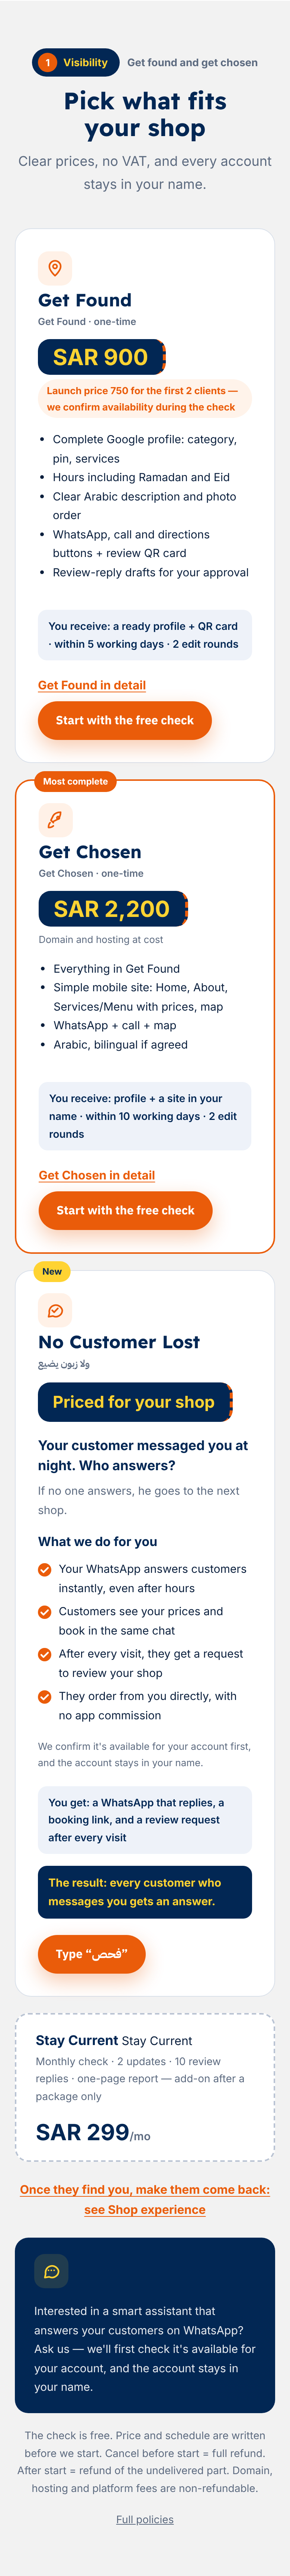 1 Visibility Get found and get chosen
Pick what fits
your shop
Clear prices, no VAT, and every account
stays in your name.
Get Found
Get Found · one-time
SAR 900
Launch price 750 for the first 2 clients —
we confirm availability during the check
• Complete Google profile: category,
pin, services
• Hours including Ramadan and Eid
• Clear Arabic description and photo
order
• WhatsApp, call and directions
buttons + review QR card
• Review-reply drafts for your approval
You receive: a ready profile + QR card
· within 5 working days · 2 edit rounds
Get Found in detail
Start with the free check
Most complete
Get Chosen
Get Chosen · one-time
SAR 2,200
Domain and hosting at cost
• Everything in Get Found
• Simple mobile site: Home, About,
Services/Menu with prices, map
• WhatsApp + call + map
• Arabic, bilingual if agreed
You receive: profile + a site in your
name · within 10 working days · 2 edit
rounds
Get Chosen in detail
Start with the free check
New
No Customer Lost
ولا زبون يضيع
Priced for your shop
Your customer messaged you at
night. Who answers?
If no one answers, he goes to the next
shop.
What we do for you
Your WhatsApp answers customers
instantly, even after hours
Customers see your prices and
book in the same chat
After every visit, they get a request
to review your shop
They order from you directly, with
no app commission
We confirm it's available for your account first,
and the account stays in your name.
You get: a WhatsApp that replies, a
booking link, and a review request
after every visit
The result: every customer who
messages you gets an answer.
Type “فحص”
Stay Current Stay Current
Monthly check · 2 updates · 10 review
replies · one-page report — add-on after a
package only
SAR 299/mo
Once they find you, make them come back:
see Shop experience
Interested in a smart assistant that
answers your customers on WhatsApp?
Ask us — we'll first check it's available for
your account, and the account stays in
your name.
The check is free. Price and schedule are written
before we start. Cancel before start = full refund.
After start = refund of the undelivered part. Domain,
hosting and platform fees are non-refundable.
Full policies